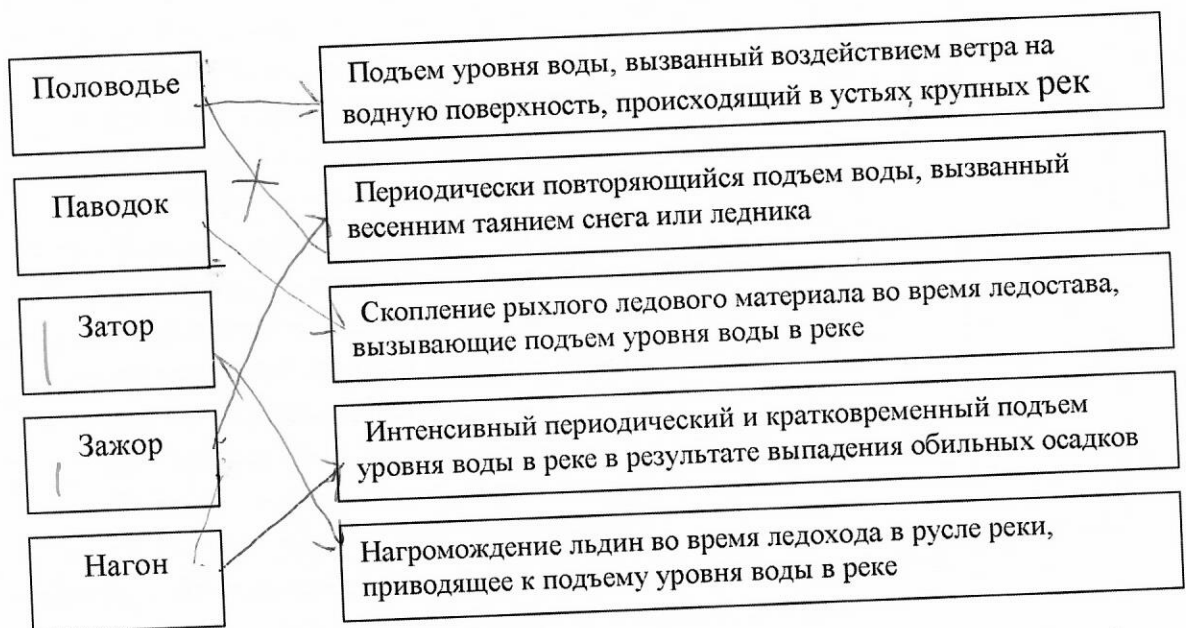 Половодье
Подъем уровня воды, вызванный воздействием ветра на
водную поверхность, происходящий в устьях крупных рек
Паводок
Периодически повторяющийся подъем воды, вызванный
весенним таянием снега или ледника
Затор
Скопление рыхлого ледового материала во время ледостава,
вызывающие подъем уровня воды в реке
Зажор
Интенсивный периодический и кратковременный подъем
уровня воды в реке в результате выпадения обильных осадков
Нагон
Нагромождение льдин во время ледохода в русле реки,
приводящее к подъему уровня воды в реке